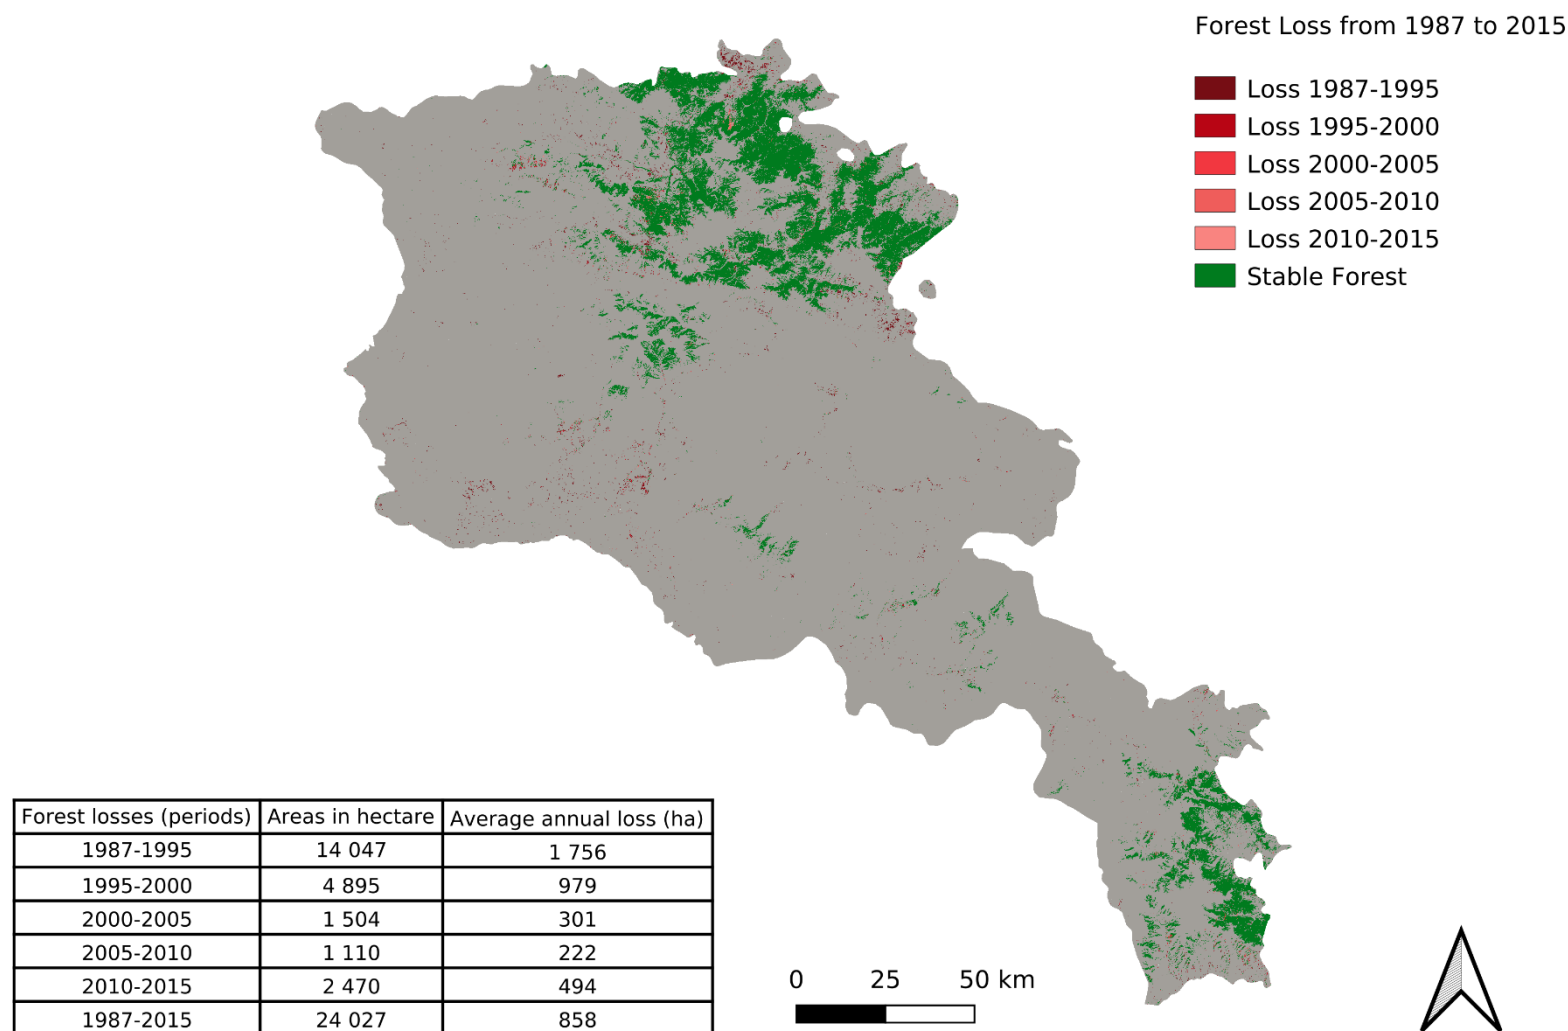 Forest Loss from 1987 to 2015
Loss 1987-1995
Loss 1995-2000
Loss 2000-2005
Loss 2005-2010
Loss 2010-2015
Stable Forest
Forest losses (periods) Areas in hectare Average annual loss (ha)
1987-1995 14 047 1 756
1995-2000 4 895 979
2000-2005 1 504 301
2005-2010 1 110 222
2010-2015 2 470 494
1987-2015 24 027 858
0 25 50 km